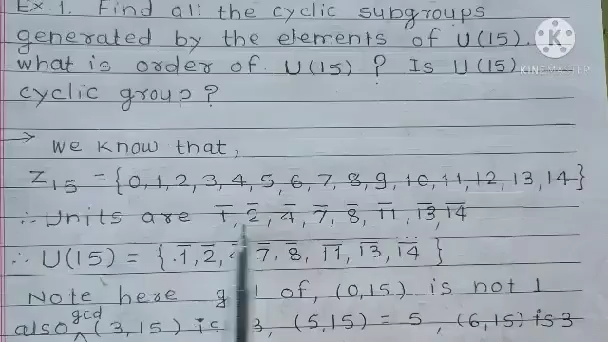 Ex 1. Find all the cyclic subgroups
generated by the elements of U(15).
what is order of U(15) ? Is U(15)
cyclic group ?
KINEMASTER
→ We know that,
Z₁₅ = {0, 1, 2, 3, 4, 5, 6, 7, 8, 9, 10, 11, 12, 13, 14}
∴ Units are 1̅, 2̅, 4̅, 7̅, 8̅, 1̅1̅, 1̅3̅, 1̅4̅
∴ U(15) = { 1̅, 2̅, 4̅, 7̅, 8̅, 1̅1̅, 1̅3̅, 1̅4̅ }
Note here of, (0,15) is not 1
also gcd (3,15) is 3, (5,15) = 5, (6,15) is 3